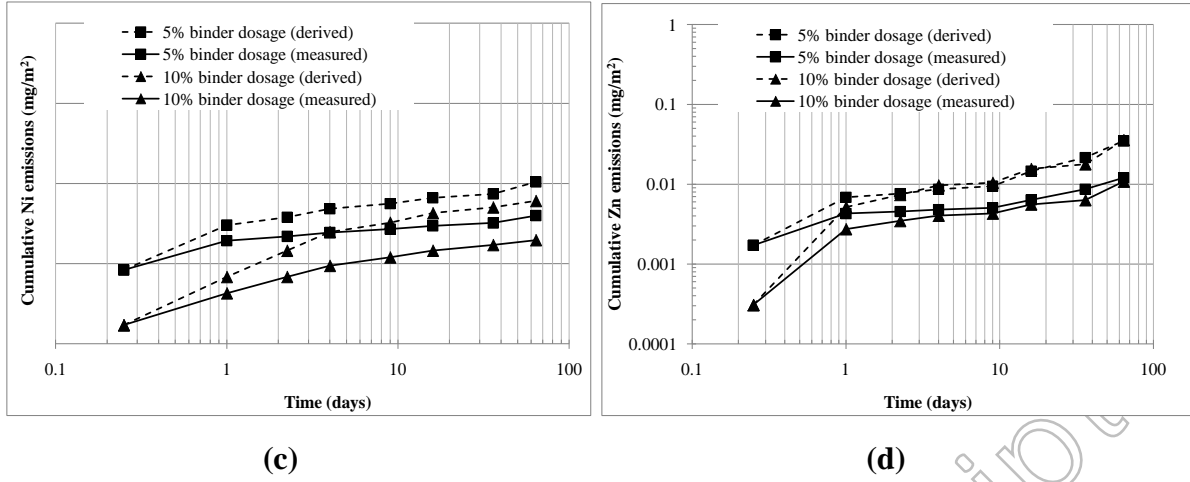 5% binder dosage (derived)
5% binder dosage (measured)
10% binder dosage (derived)
10% binder dosage (measured)
Cumulative Ni emissions (mg/m²)
0.1 1 10 100
Time (days)
(c)
5% binder dosage (derived)
5% binder dosage (measured)
10% binder dosage (derived)
10% binder dosage (measured)
Cumulative Zn emissions (mg/m²)
1
0.1
0.01
0.001
0.0001
0.1 1 10 100
Time (days)
(d)